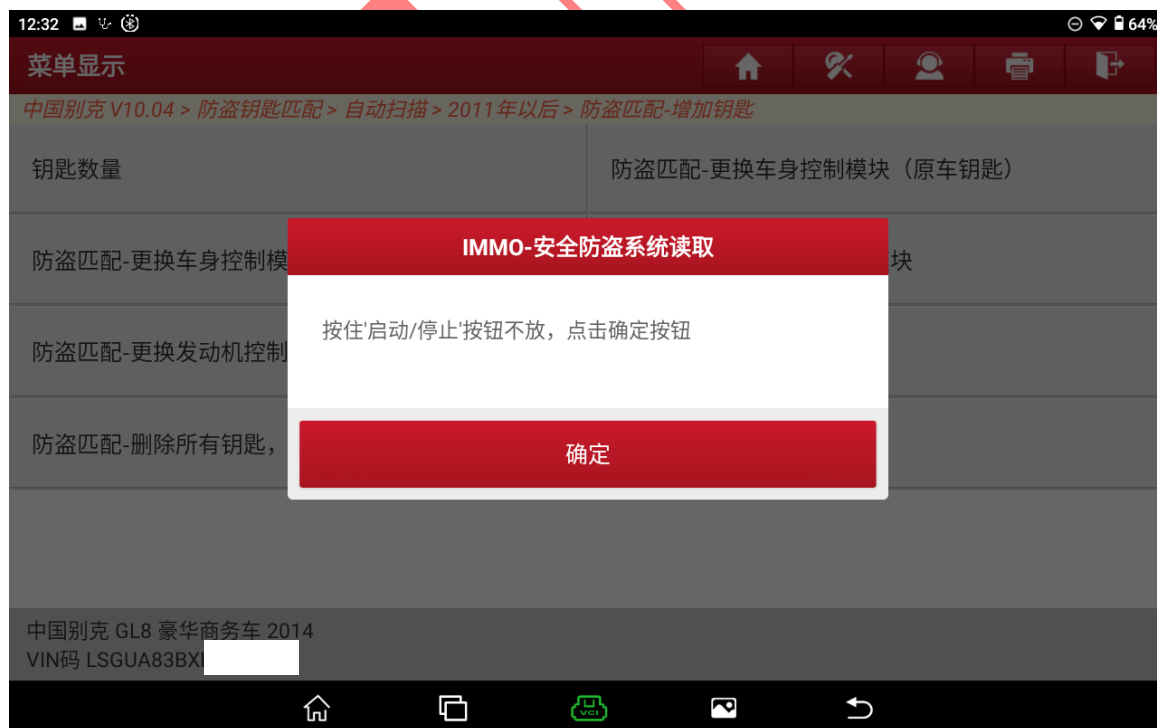 12:32
64%
菜单显示
中国别克 V10.04 > 防盗钥匙匹配 > 自动扫描 > 2011年以后 > 防盗匹配-增加钥匙
钥匙数量
防盗匹配-更换车身控制模块（原车钥匙）
防盗匹配-更换车身控制模
块
IMMO-安全防盗系统读取
按住'启动/停止'按钮不放，点击确定按钮
防盗匹配-更换发动机控制
防盗匹配-删除所有钥匙，
确定
中国别克 GL8 豪华商务车 2014
VIN码 LSGUA83BX
VCI